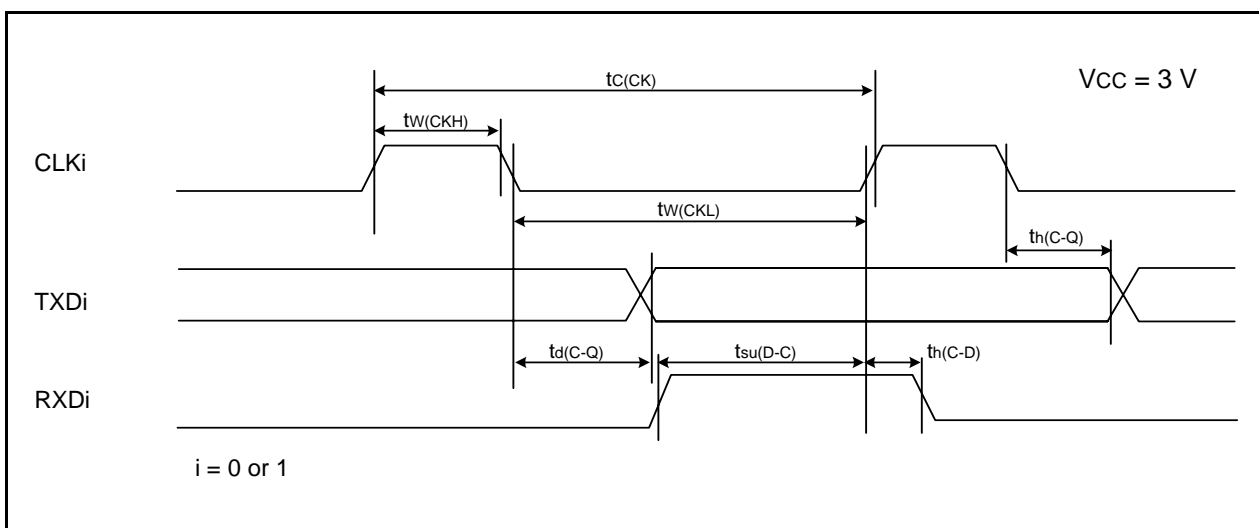 tC(CK)
VCC = 3 V
tW(CKH)
CLKi
tW(CKL)
th(C-Q)
TXDi
td(C-Q)
tsu(D-C)
th(C-D)
RXDi
i = 0 or 1